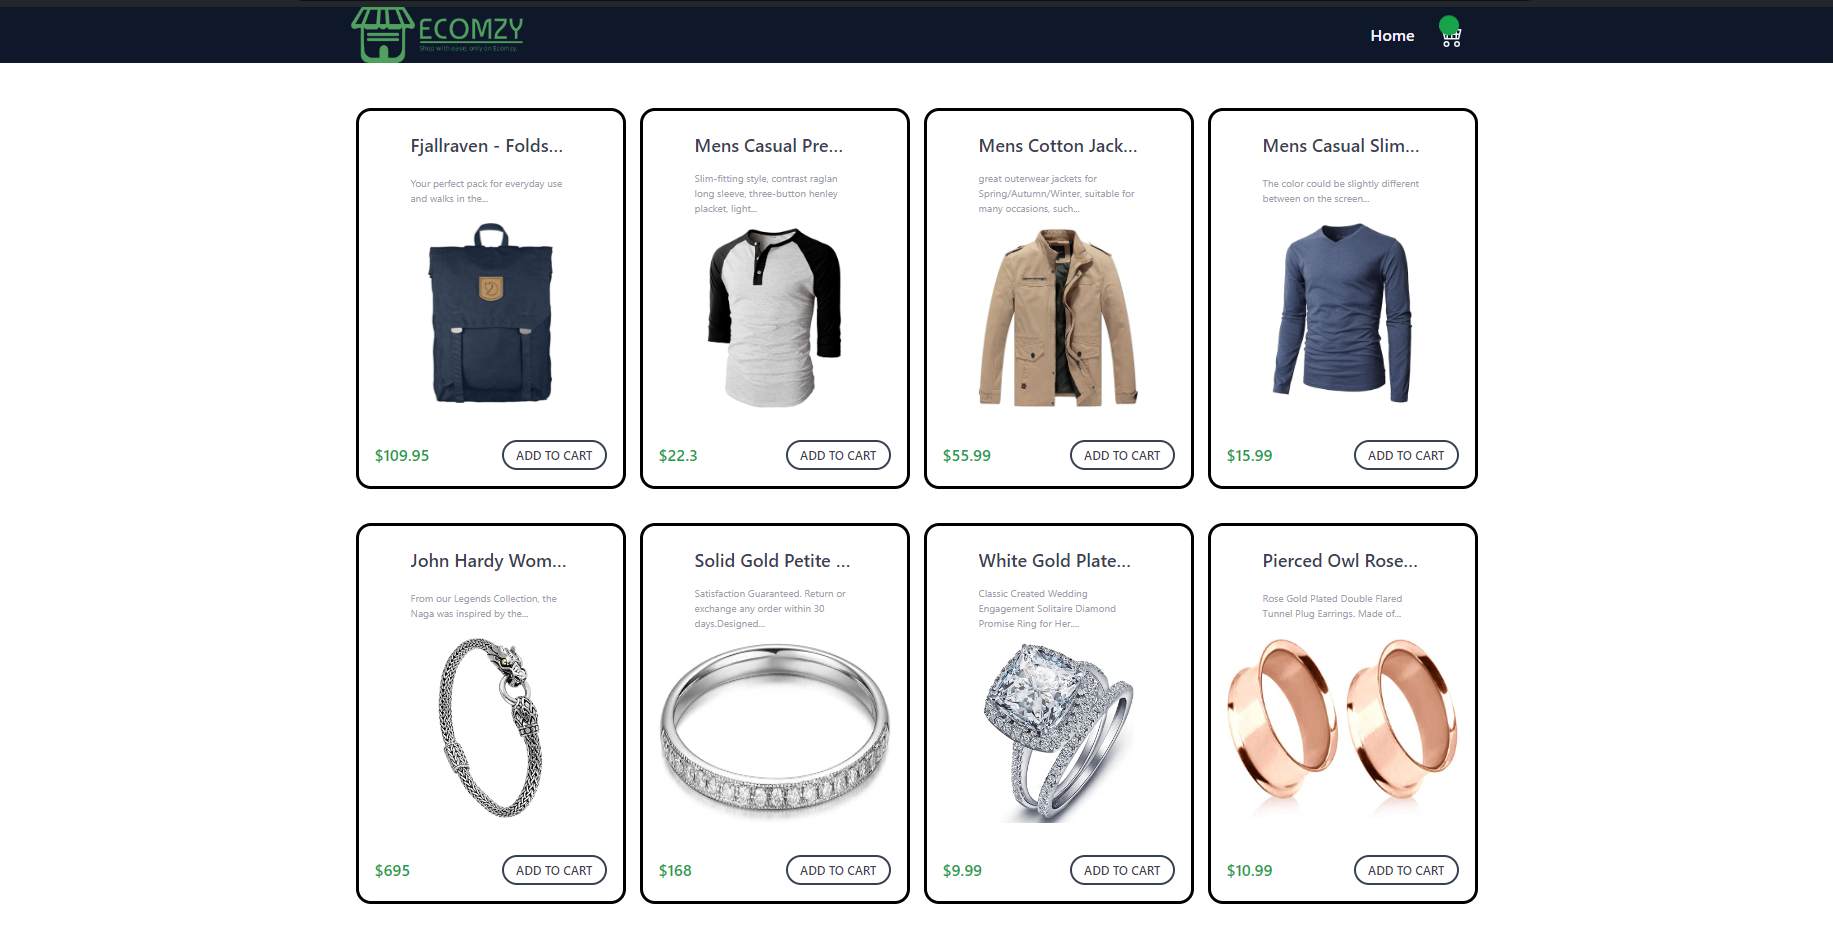 ECOMZY
Shop with ease, only on Ecomzy.
Home
Fjallraven - Folds...
Your perfect pack for everyday use
and walks in the...
$109.95
ADD TO CART
Mens Casual Pre...
Slim-fitting style, contrast raglan
long sleeve, three-button henley
placket, light...
$22.3
ADD TO CART
Mens Cotton Jack...
great outerwear jackets for
Spring/Autumn/Winter, suitable for
many occasions, such...
$55.99
ADD TO CART
Mens Casual Slim...
The color could be slightly different
between on the screen...
$15.99
ADD TO CART
John Hardy Wom...
From our Legends Collection, the
Naga was inspired by the...
$695
ADD TO CART
Solid Gold Petite ...
Satisfaction Guaranteed. Return or
exchange any order within 30
days.Designed...
$168
ADD TO CART
White Gold Plate...
Classic Created Wedding
Engagement Solitaire Diamond
Promise Ring for Her....
$9.99
ADD TO CART
Pierced Owl Rose...
Rose Gold Plated Double Flared
Tunnel Plug Earrings. Made of...
$10.99
ADD TO CART